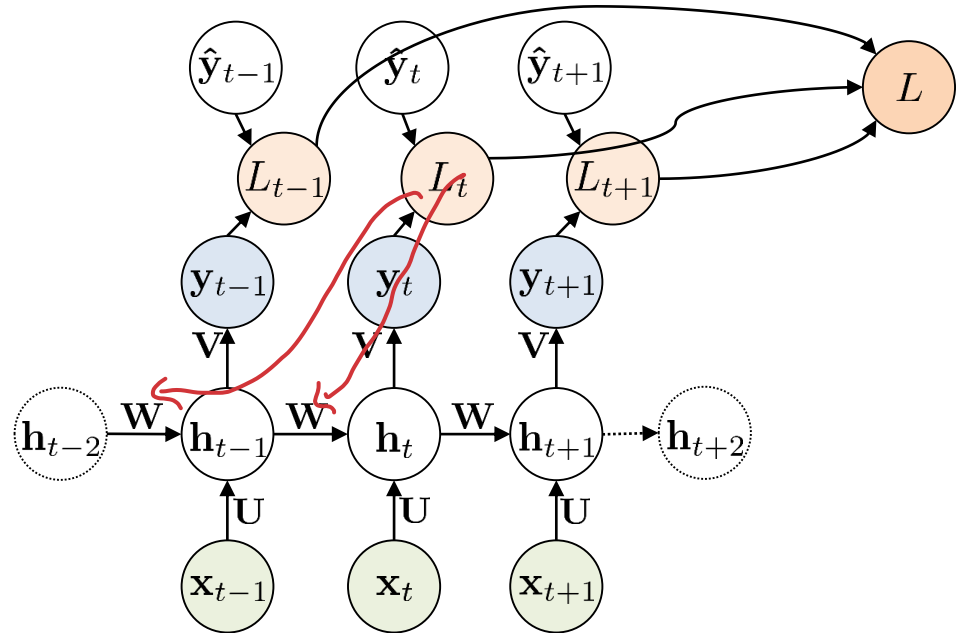 ŷ_{t−1} ŷ_t ŷ_{t+1} L
L_{t−1} L_t L_{t+1}
y_{t−1} y_t y_{t+1}
V V V
W W W
h_{t−2} h_{t−1} h_t h_{t+1} h_{t+2}
U U U
x_{t−1} x_t x_{t+1}